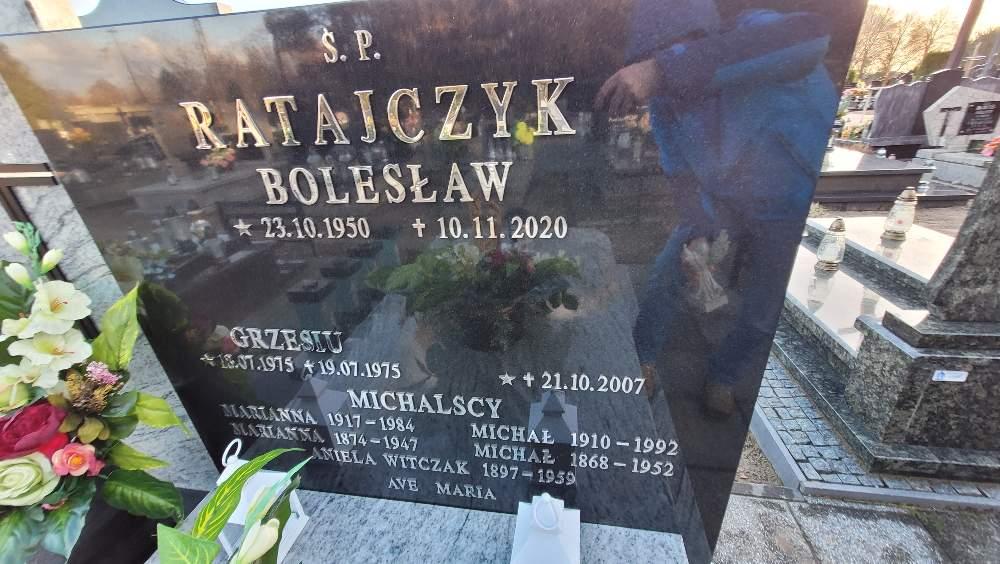 Ś.P.
RATAJCZYK
BOLESŁAW
* 23.10.1950 ✝ 10.11.2020
GRZESIU
* 18.07.1975 ✝ 19.07.1975
* ✝ 21.10.2007
MICHALSCY
MARIANNA 1917 – 1984 MICHAŁ 1910 – 1992
MARIANNA 1874 – 1947 MICHAŁ 1868 – 1952
ANIELA WITCZAK 1897 – 1959
AVE MARIA